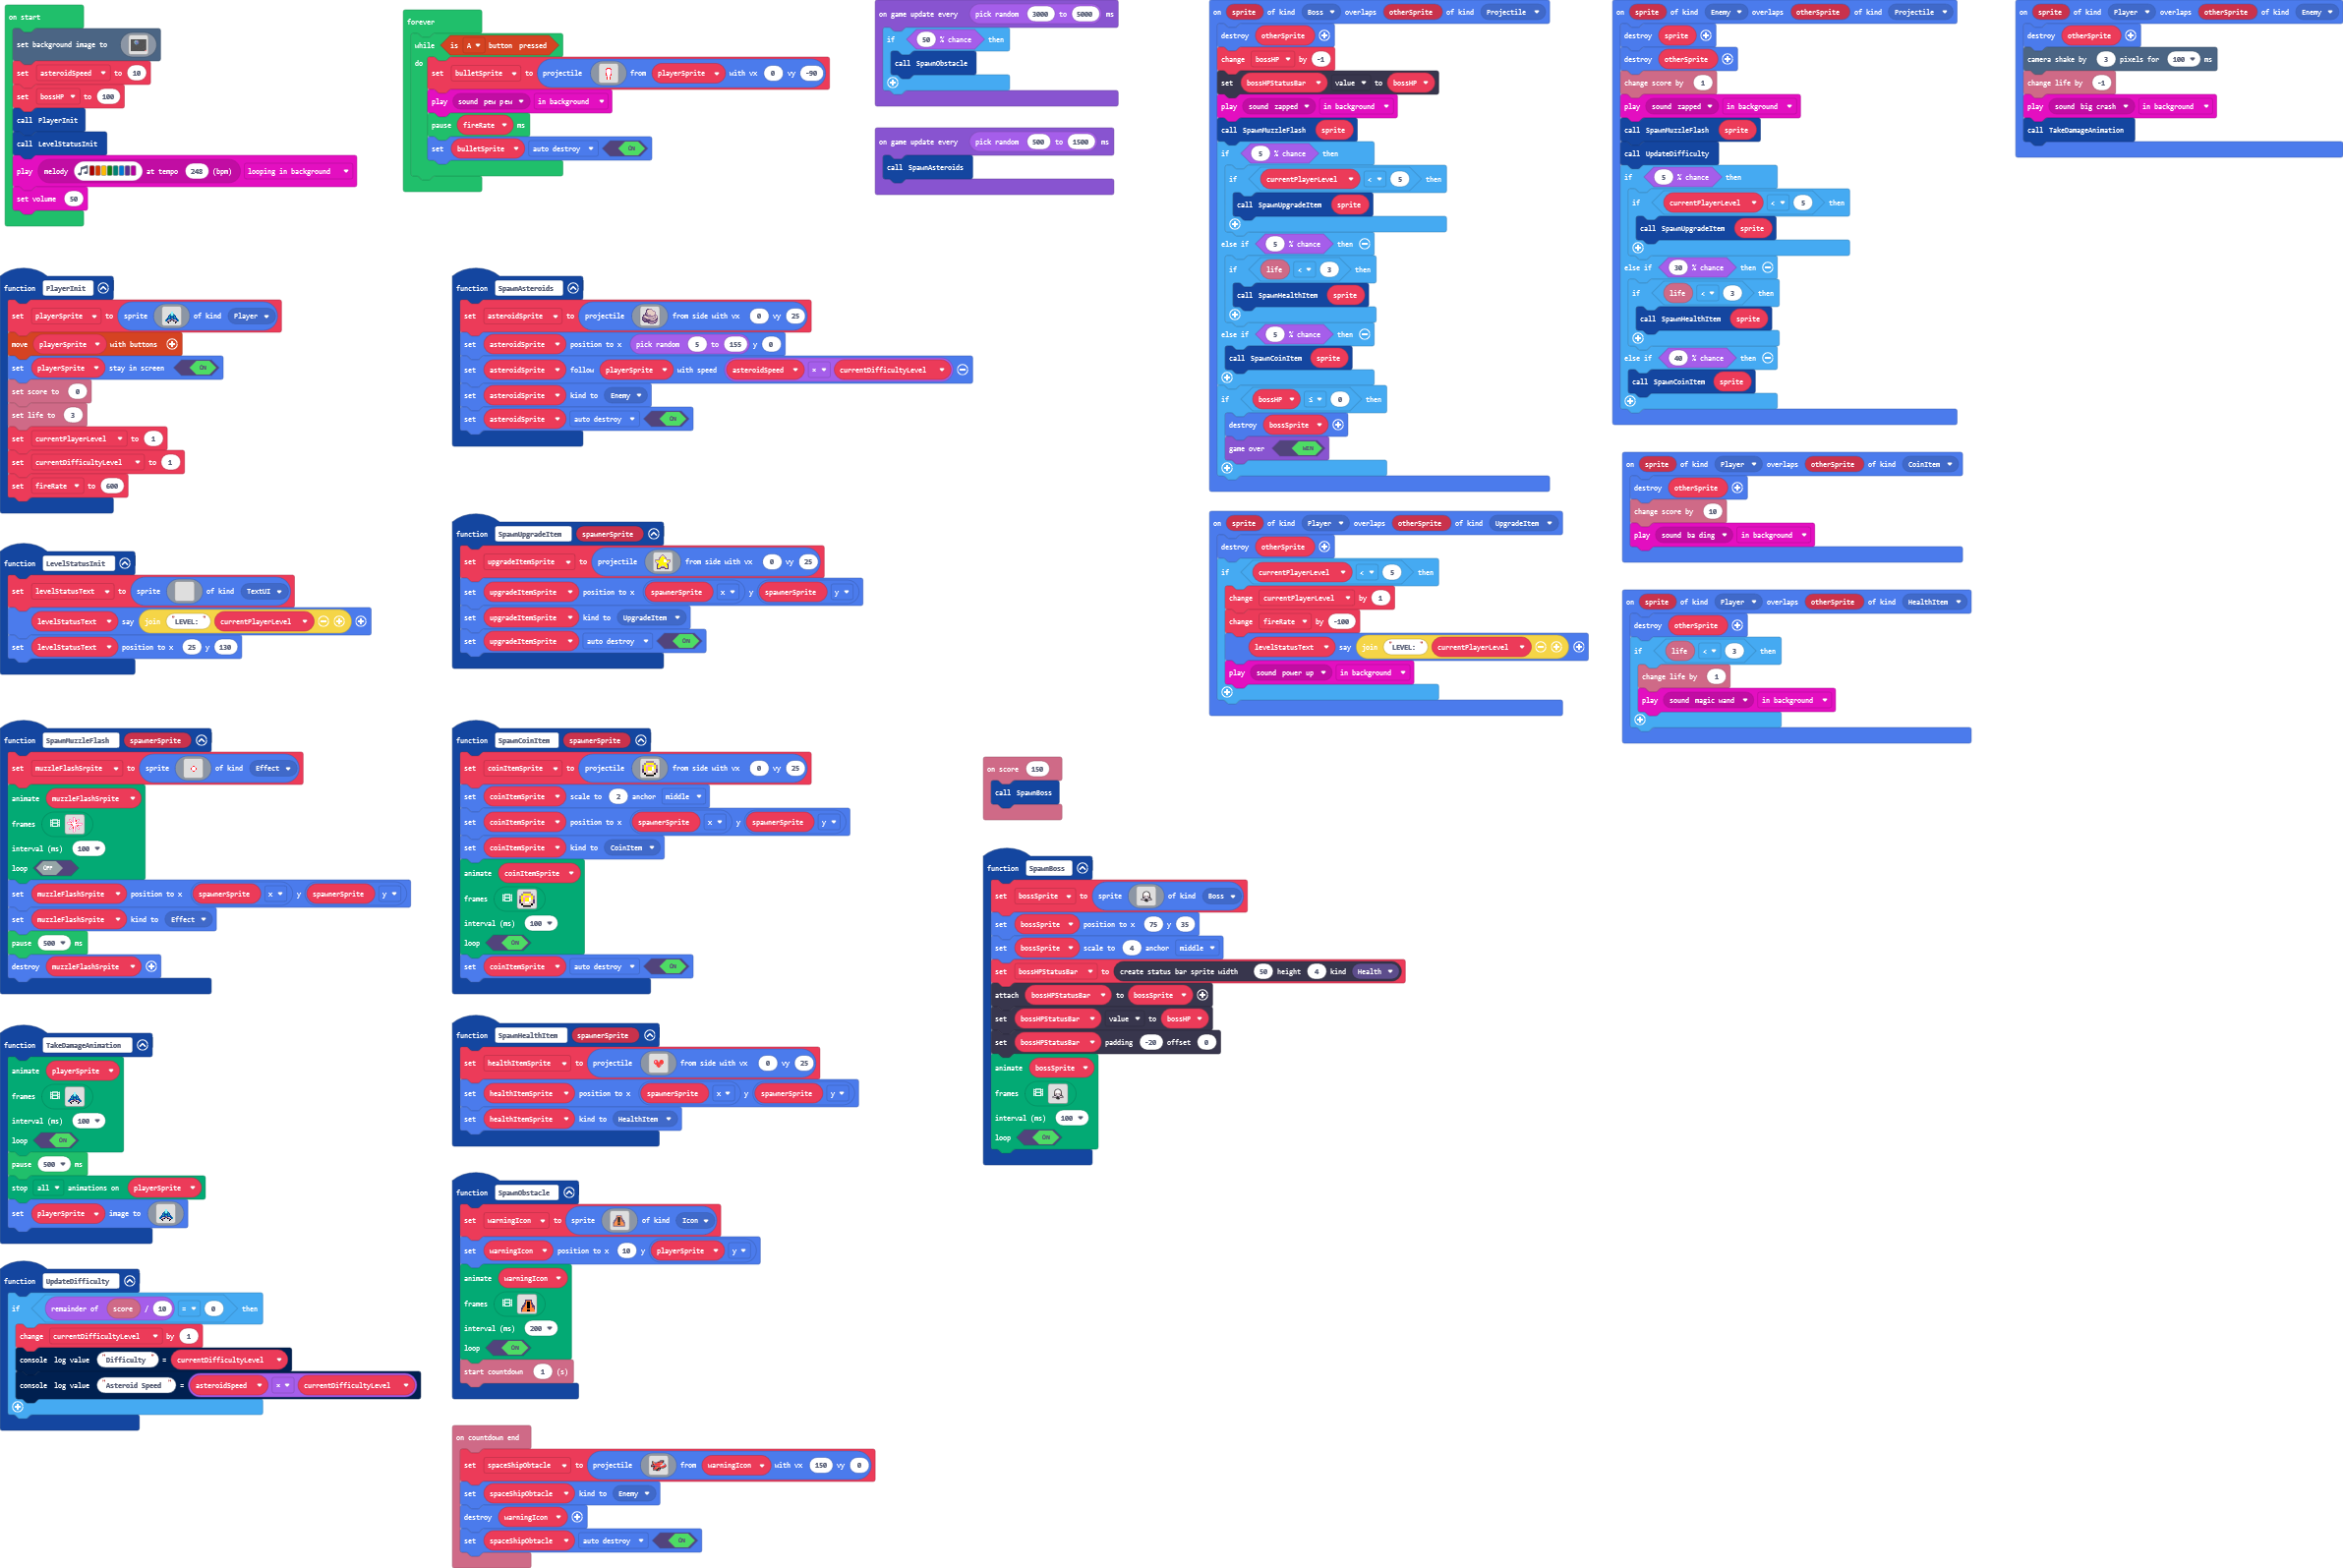 on start
set background image to
set asteroidSpeed to 10
set bossHP to 100
call PlayerInit
call LevelStatusInit
play melody at tempo 248 (bpm) looping in background
set volume 50
forever
while is A button pressed
do
set bulletSprite to projectile from playerSprite with vx 0 vy -90
play sound pew pew in background
pause fireRate ms
set bulletSprite auto destroy ON
on game update every pick random 3000 to 5000 ms
if 50 % chance then
call SpawnObstacle
on game update every pick random 500 to 1500 ms
call SpawnAsteroids
on sprite of kind Boss overlaps otherSprite of kind Projectile
destroy otherSprite
change bossHP by -1
set bossHPStatusBar value to bossHP
play sound zapped in background
call SpawnMuzzleFlash sprite
if 5 % chance then
if currentPlayerLevel < 5 then
call SpawnUpgradeItem sprite
else if 5 % chance then
if life < 3 then
call SpawnHealthItem sprite
else if 5 % chance then
call SpawnCoinItem sprite
if bossHP ≤ 0 then
destroy bossSprite
game over WIN
on sprite of kind Enemy overlaps otherSprite of kind Projectile
destroy sprite
destroy otherSprite
change score by 1
play sound zapped in background
call SpawnMuzzleFlash sprite
call UpdateDifficulty
if 5 % chance then
if currentPlayerLevel < 5 then
call SpawnUpgradeItem sprite
else if 30 % chance then
if life < 3 then
call SpawnHealthItem sprite
else if 40 % chance then
call SpawnCoinItem sprite
on sprite of kind Player overlaps otherSprite of kind Enemy
destroy otherSprite
camera shake by 3 pixels for 100 ms
change life by -1
play sound big crash in background
call TakeDamageAnimation
function PlayerInit
set playerSprite to sprite of kind Player
move playerSprite with buttons
set playerSprite stay in screen ON
set score to 0
set life to 3
set currentPlayerLevel to 1
set currentDifficultyLevel to 1
set fireRate to 600
function SpawnAsteroids
set asteroidSprite to projectile from side with vx 0 vy 25
set asteroidSprite position to x pick random 5 to 155 y 0
set asteroidSprite follow playerSprite with speed asteroidSpeed × currentDifficultyLevel
set asteroidSprite kind to Enemy
set asteroidSprite auto destroy ON
on sprite of kind Player overlaps otherSprite of kind CoinItem
destroy otherSprite
change score by 10
play sound ba ding in background
function LevelStatusInit
set levelStatusText to sprite of kind TextUI
levelStatusText say join "LEVEL: " currentPlayerLevel
set levelStatusText position to x 25 y 130
function SpawnUpgradeItem spawnerSprite
set upgradeItemSprite to projectile from side with vx 0 vy 25
set upgradeItemSprite position to x spawnerSprite x y spawnerSprite y
set upgradeItemSprite kind to UpgradeItem
set upgradeItemSprite auto destroy ON
on sprite of kind Player overlaps otherSprite of kind UpgradeItem
destroy otherSprite
if currentPlayerLevel < 5 then
change currentPlayerLevel by 1
change fireRate by -100
levelStatusText say join "LEVEL: " currentPlayerLevel
play sound power up in background
on sprite of kind Player overlaps otherSprite of kind HealthItem
destroy otherSprite
if life < 3 then
change life by 1
play sound magic wand in background
function SpawnMuzzleFlash spawnerSprite
set muzzleFlashSrpite to sprite of kind Effect
animate muzzleFlashSrpite
frames
interval (ms) 100
loop OFF
set muzzleFlashSrpite position to x spawnerSprite x y spawnerSprite y
set muzzleFlashSrpite kind to Effect
pause 500 ms
destroy muzzleFlashSrpite
function SpawnCoinItem spawnerSprite
set coinItemSprite to projectile from side with vx 0 vy 25
set coinItemSprite scale to 2 anchor middle
set coinItemSprite position to x spawnerSprite x y spawnerSprite y
set coinItemSprite kind to CoinItem
animate coinItemSprite
frames
interval (ms) 100
loop ON
set coinItemSprite auto destroy ON
on score 150
call SpawnBoss
function SpawnBoss
set bossSprite to sprite of kind Boss
set bossSprite position to x 75 y 35
set bossSprite scale to 4 anchor middle
set bossHPStatusBar to create status bar sprite width 50 height 4 kind Health
attach bossHPStatusBar to bossSprite
set bossHPStatusBar value to bossHP
set bossHPStatusBar padding -20 offset 0
animate bossSprite
frames
interval (ms) 100
loop ON
function TakeDamageAnimation
animate playerSprite
frames
interval (ms) 100
loop ON
pause 500 ms
stop all animations on playerSprite
set playerSprite image to
function SpawnHealthItem spawnerSprite
set healthItemSprite to projectile from side with vx 0 vy 25
set healthItemSprite position to x spawnerSprite x y spawnerSprite y
set healthItemSprite kind to HealthItem
function SpawnObstacle
set warningIcon to sprite of kind Icon
set warningIcon position to x 10 y playerSprite y
animate warningIcon
frames
interval (ms) 200
loop ON
start countdown 1 (s)
function UpdateDifficulty
if remainder of score / 10 = 0 then
change currentDifficultyLevel by 1
console log value "Difficulty" = currentDifficultyLevel
console log value "Asteroid Speed" = asteroidSpeed × currentDifficultyLevel
on countdown end
set spaceShipObtacle to projectile from warningIcon with vx 150 vy 0
set spaceShipObtacle kind to Enemy
destroy warningIcon
set spaceShipObtacle auto destroy ON